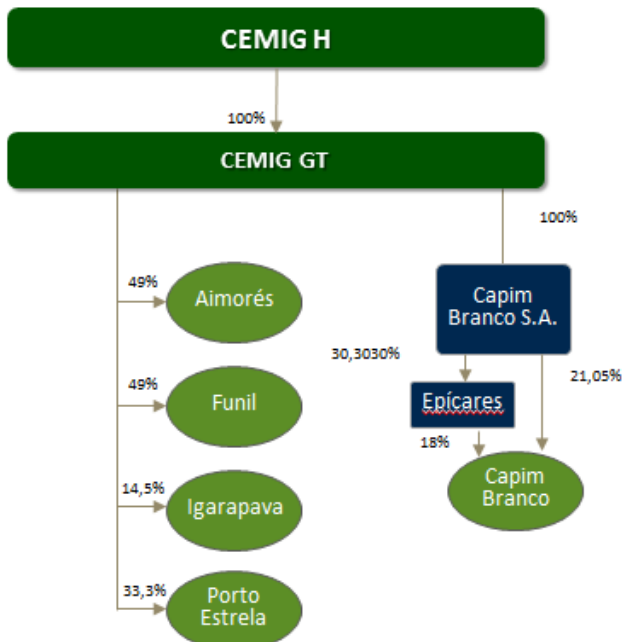 CEMIG H
100%
CEMIG GT
100%
49%
Aimorés
Capim
Branco S.A.
30,3030%
21,05%
49%
Funil
Epícares
18%
14,5%
Igarapava
Capim
Branco
33,3%
Porto
Estrela